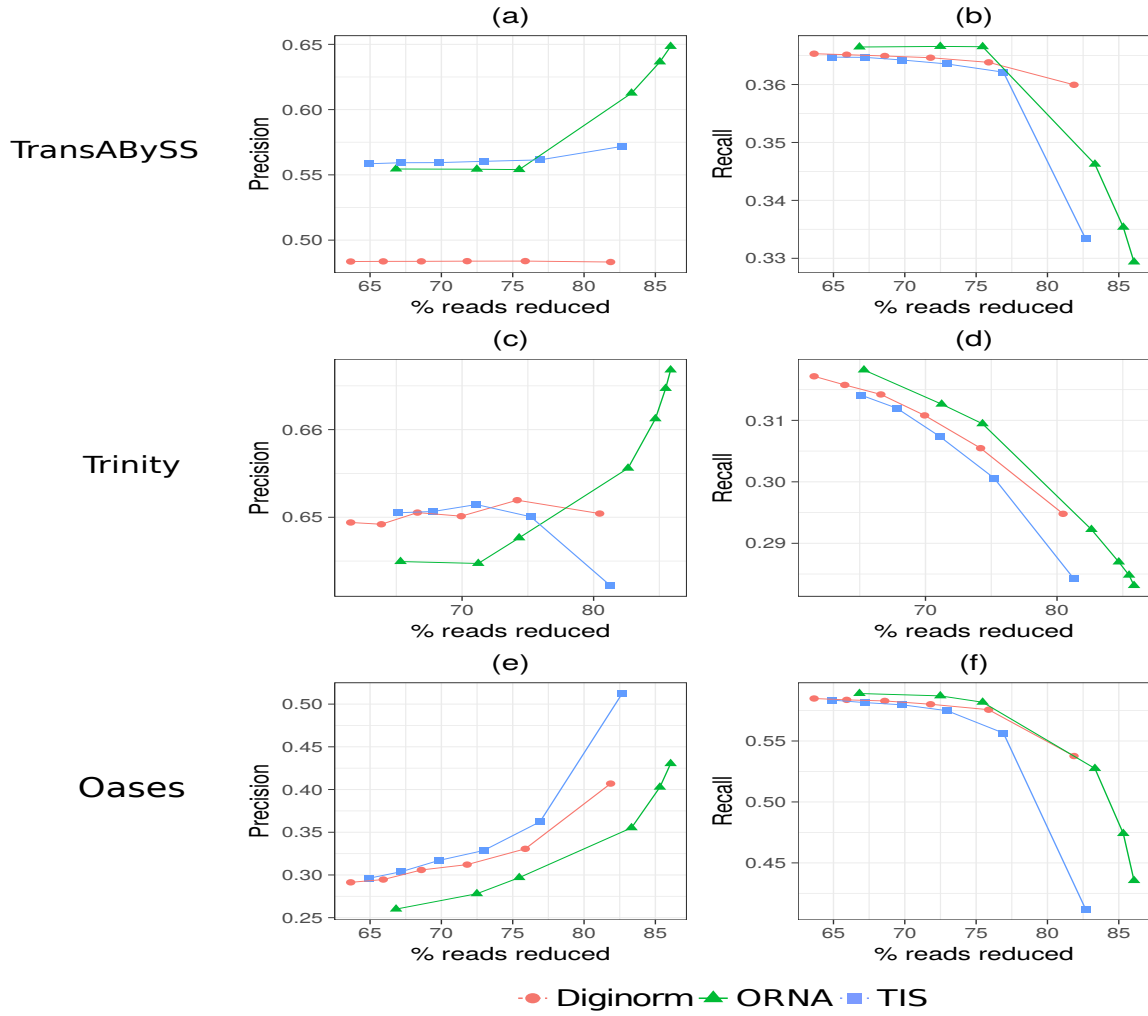 (a) (b)
TransABySS
Precision
0.65
0.60
0.55
0.50
65 70 75 80 85
% reads reduced
Recall
0.36
0.35
0.34
0.33
65 70 75 80 85
% reads reduced
(c) (d)
Trinity
Precision
0.66
0.65
70 80
% reads reduced
Recall
0.31
0.30
0.29
70 80
% reads reduced
(e) (f)
Oases
Precision
0.50
0.45
0.40
0.35
0.30
0.25
65 70 75 80 85
% reads reduced
Recall
0.55
0.50
0.45
65 70 75 80 85
% reads reduced
Diginorm ORNA TIS